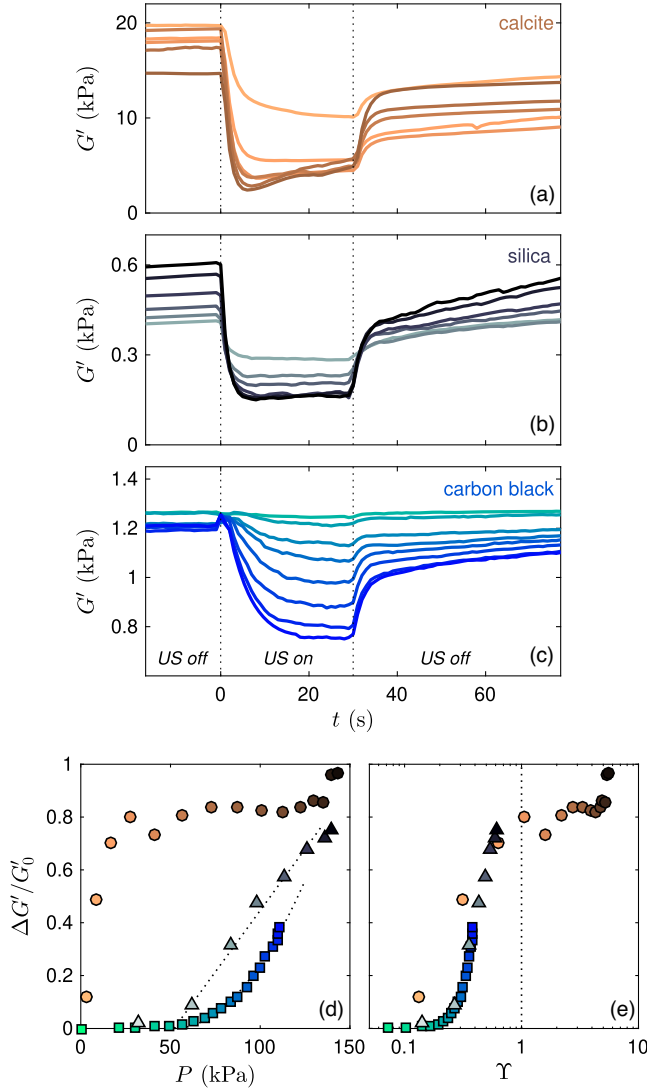 20
calcite
G′ (kPa)
10
0
(a)
silica
0.6
G′ (kPa)
0.3
0
(b)
1.4
carbon black
1.2
G′ (kPa)
1
0.8
US off
US on
US off
(c)
0 20 40 60
t (s)
1
0.8
0.6
ΔG′/G′₀
0.4
0.2
0
(d)
(e)
0 50 100 150
0.1 1 10
P (kPa)
Υ